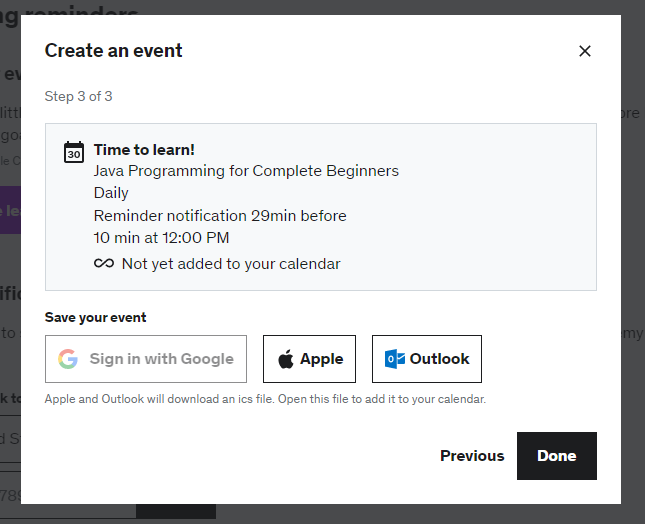 ng reminders
Create an event
Step 3 of 3
30
Time to learn!
Java Programming for Complete Beginners
Daily
Reminder notification 29min before
10 min at 12:00 PM
Not yet added to your calendar
Save your event
Sign in with Google
Apple
Outlook
Apple and Outlook will download an ics file. Open this file to add it to your calendar.
Previous
Done